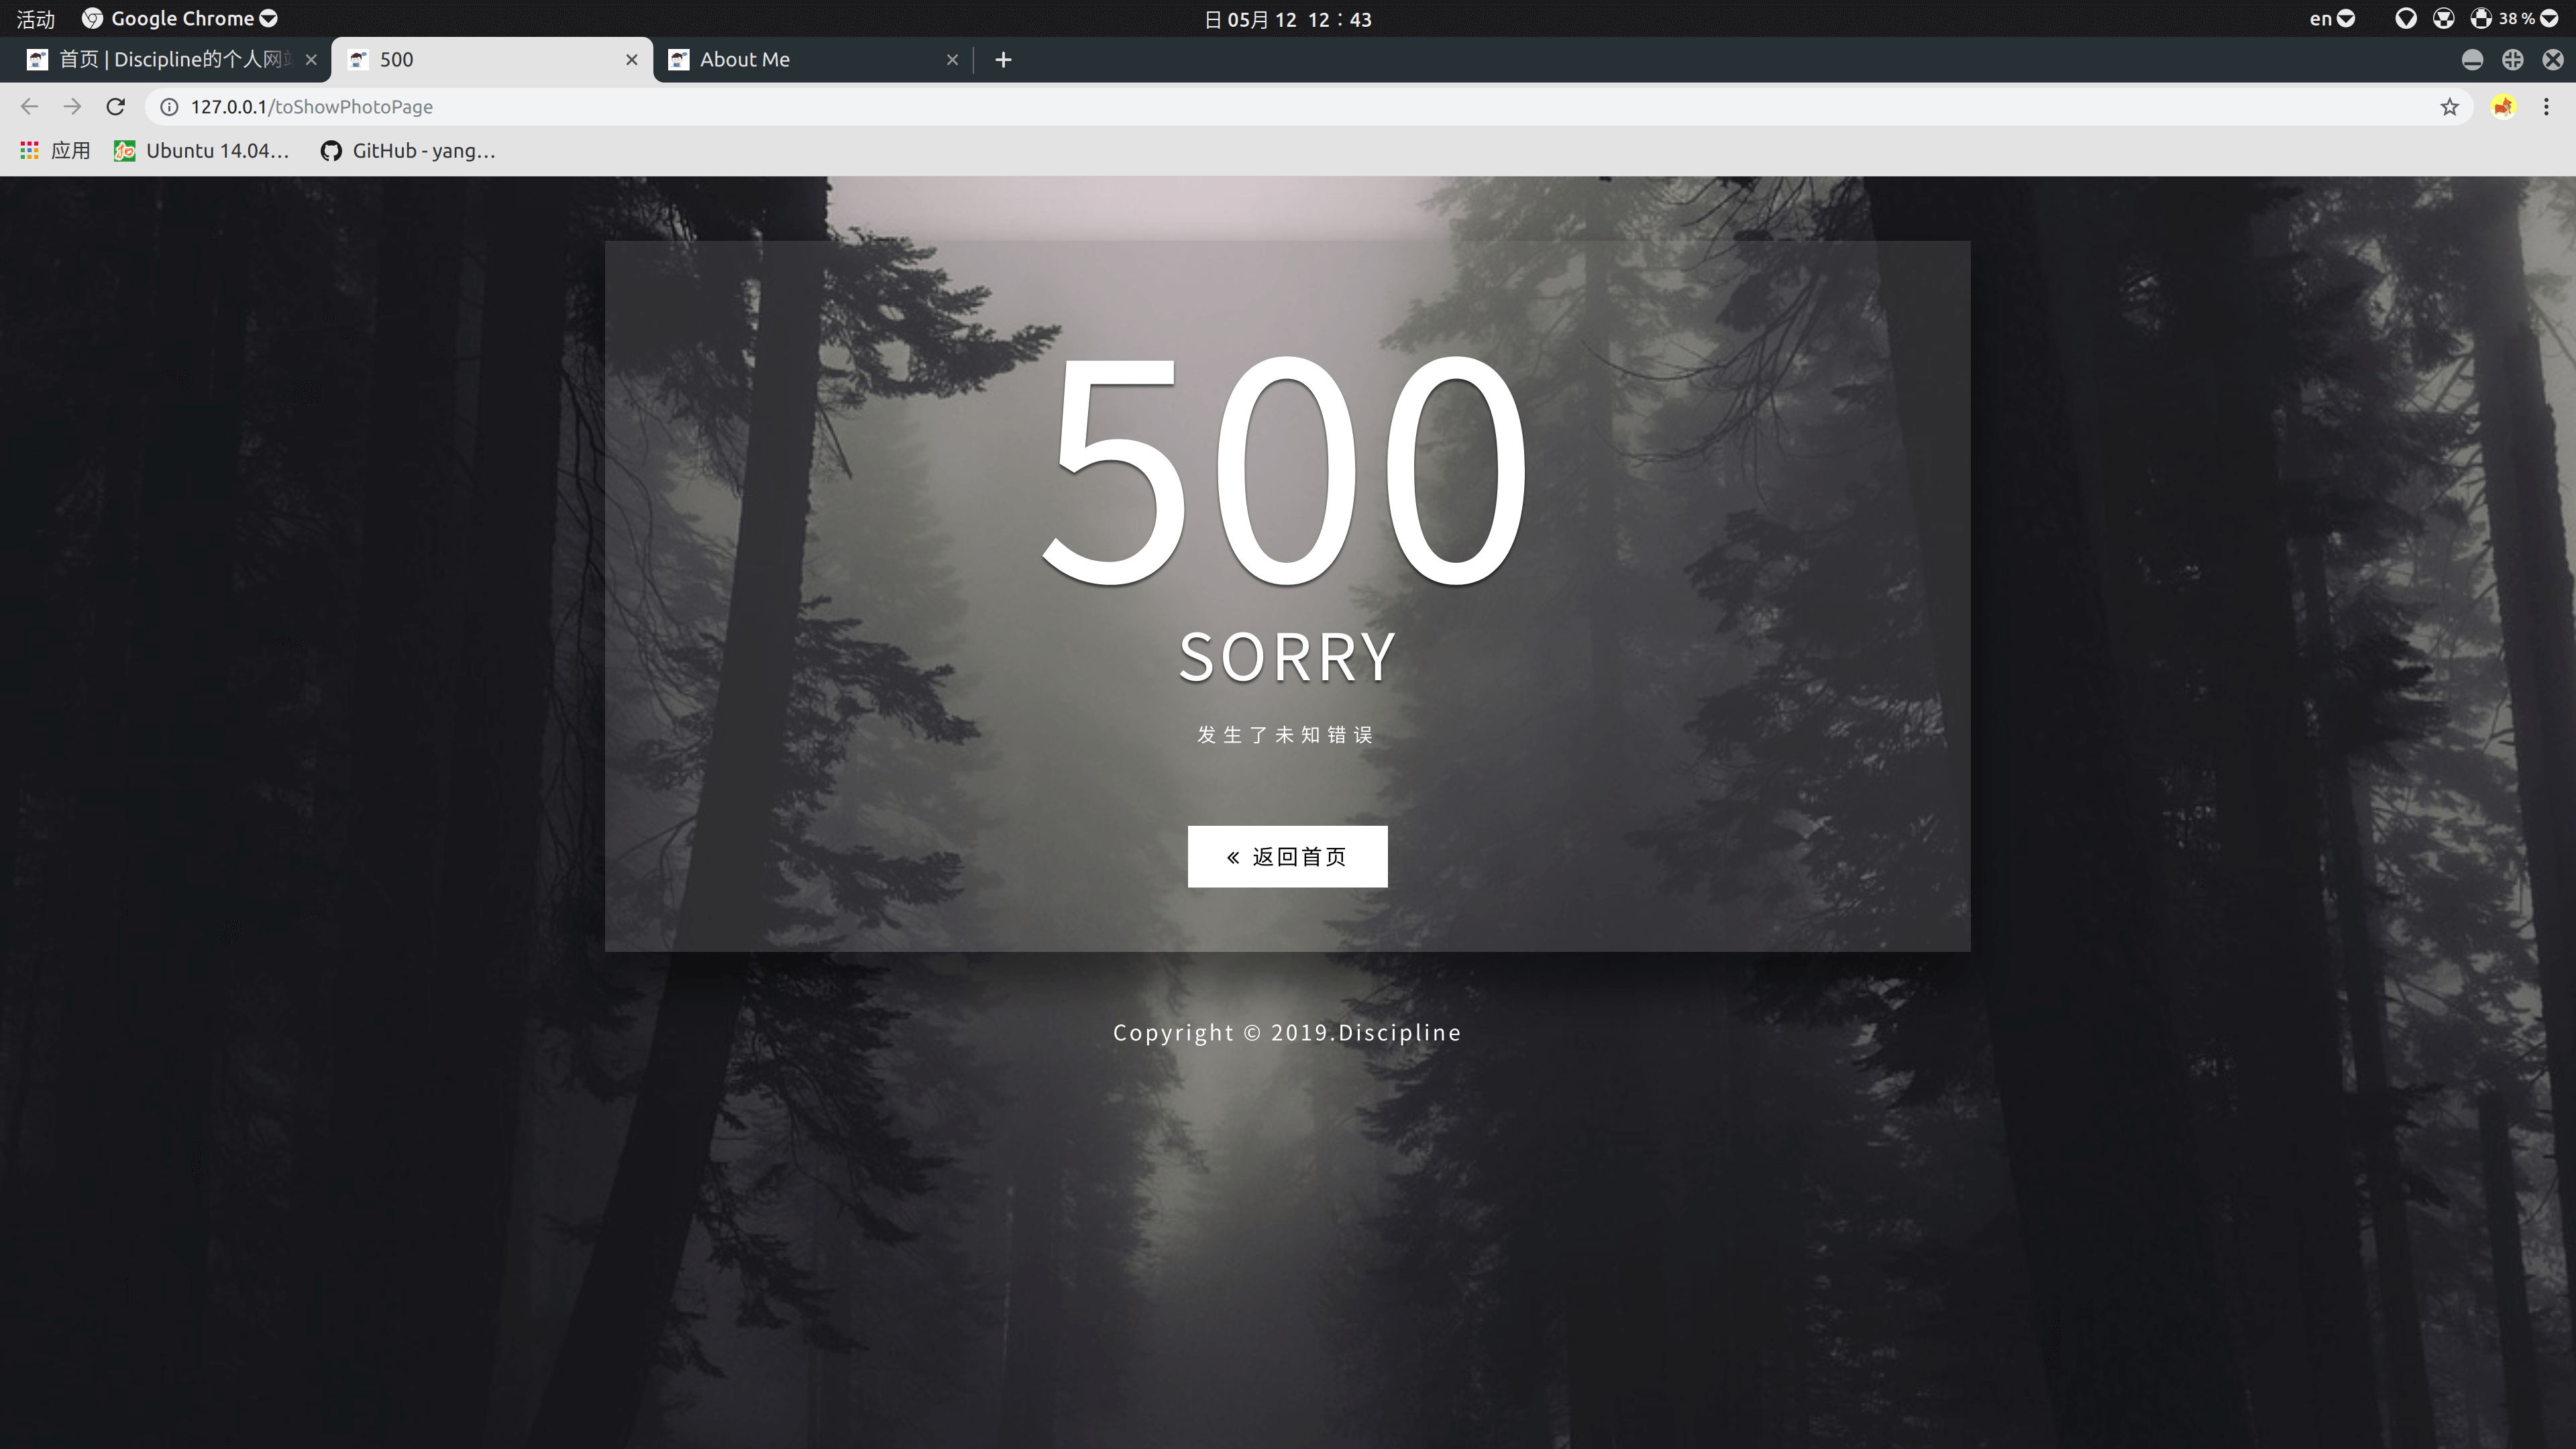 活动 Google Chrome 日 05月 12 12：43 en 38 %
首页 | Discipline的个人网 500 About Me
127.0.0.1/toShowPhotoPage
应用 Ubuntu 14.04… GitHub - yang…
500
SORRY
发生了未知错误
« 返回首页
Copyright © 2019.Discipline